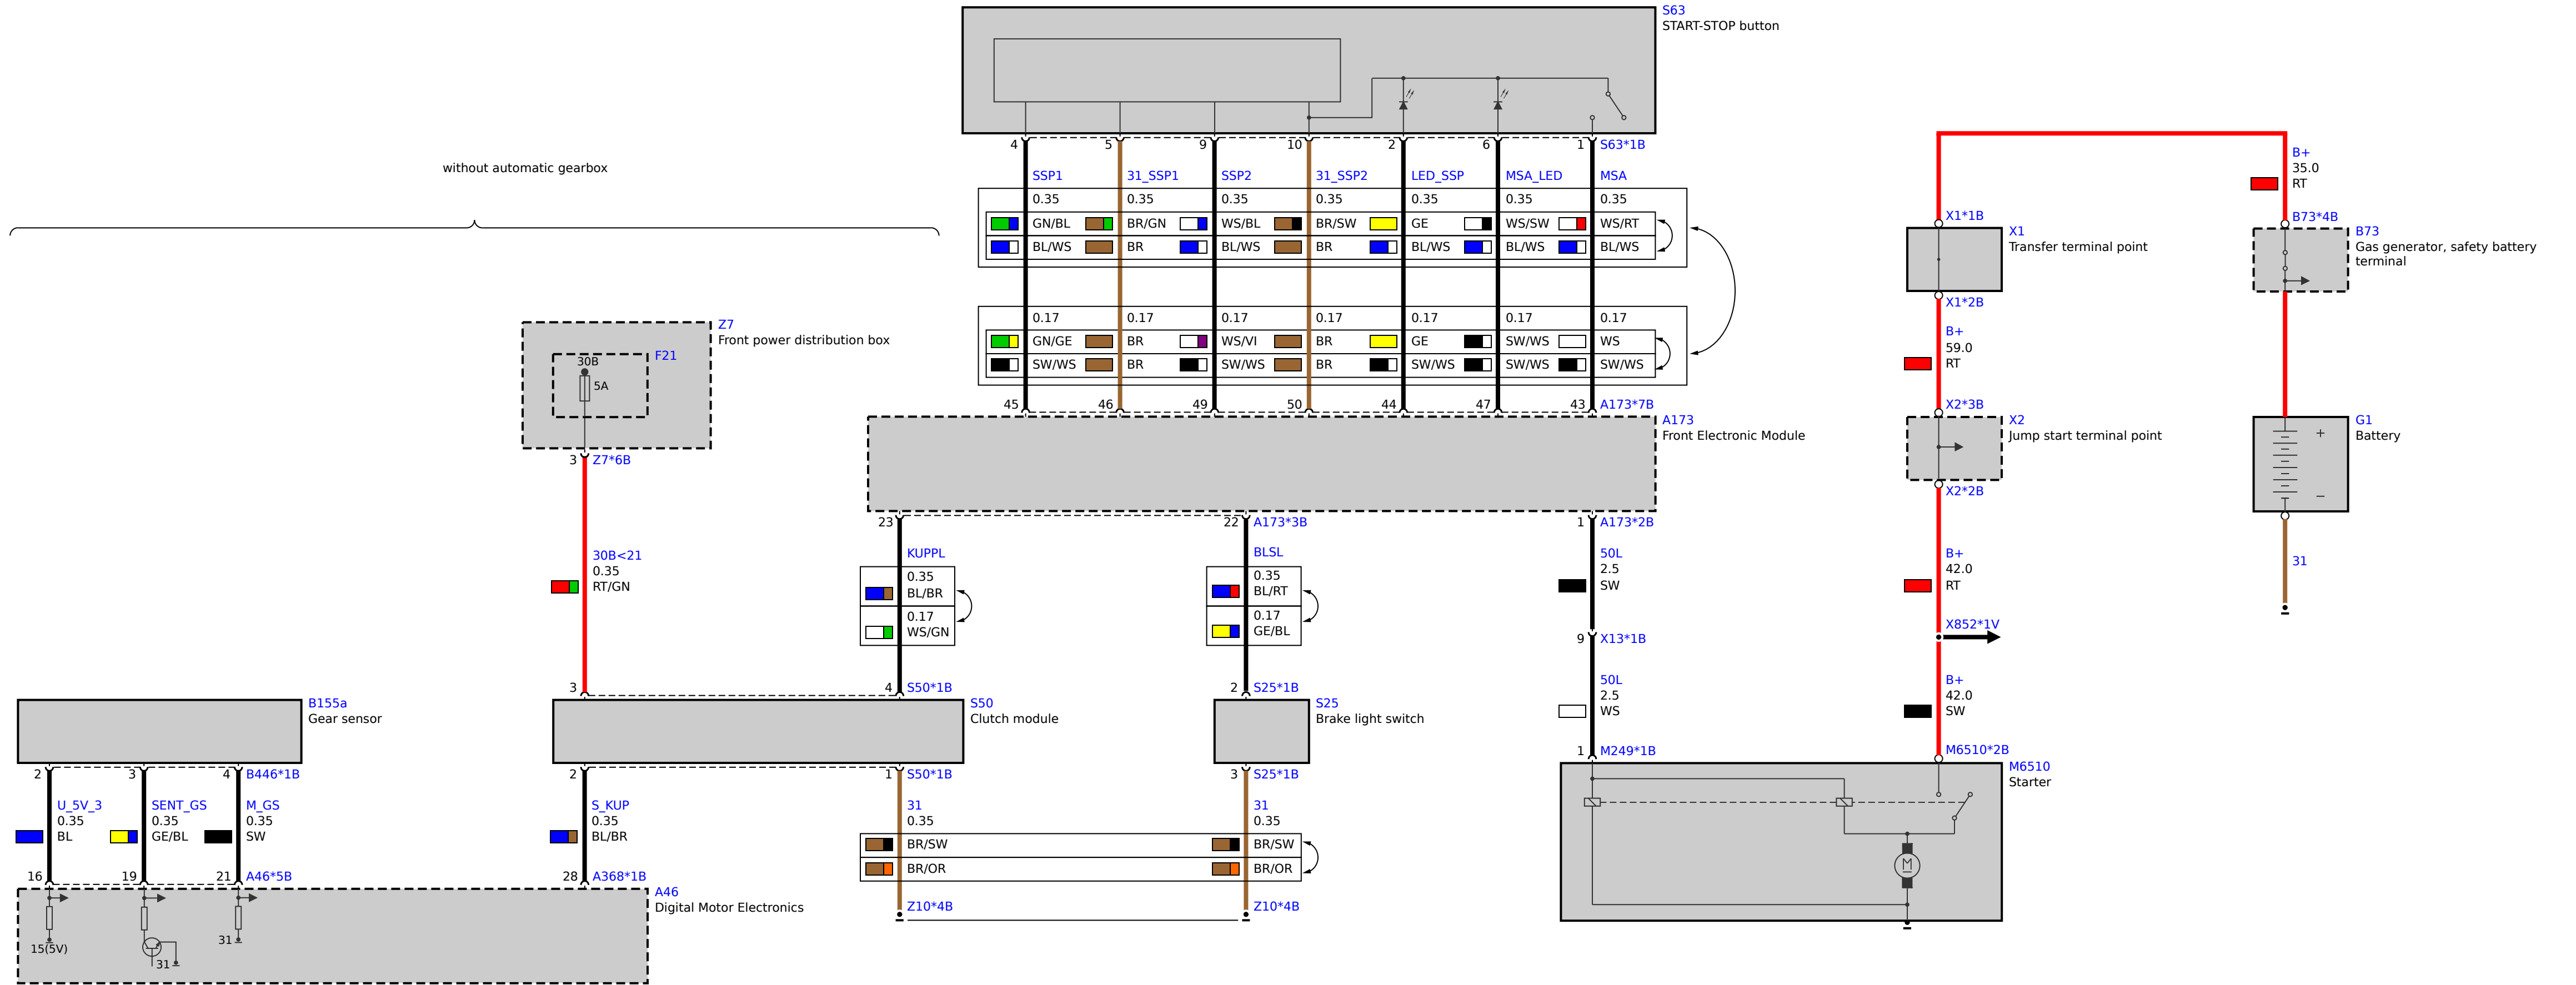 S63
START-STOP button
4 5 9 10 2 6 1 S63*1B
SSP1 31_SSP1 SSP2 31_SSP2 LED_SSP MSA_LED MSA
0.35 0.35 0.35 0.35 0.35 0.35 0.35
GN/BL BR/GN WS/BL BR/SW GE WS/SW WS/RT
BL/WS BR BL/WS BR BL/WS BL/WS BL/WS
0.17 0.17 0.17 0.17 0.17 0.17 0.17
GN/GE BR WS/VI BR GE SW/WS WS
SW/WS BR SW/WS BR SW/WS SW/WS SW/WS
45 46 49 50 44 47 43 A173*7B
A173
Front Electronic Module
without automatic gearbox
Z7
Front power distribution box
F21
30B
5A
3 Z7*6B
30B<21
0.35
RT/GN
3
23
KUPPL
0.35
BL/BR
0.17
WS/GN
4 S50*1B
22 A173*3B
BLSL
0.35
BL/RT
0.17
GE/BL
2 S25*1B
1 A173*2B
50L
2.5
SW
9 X13*1B
50L
2.5
WS
1 M249*1B
B+
35.0
RT
B73*4B
B73
Gas generator, safety battery
terminal
G1
Battery
+
−
31
X1*1B
X1
Transfer terminal point
X1*2B
B+
59.0
RT
X2*3B
X2
Jump start terminal point
X2*2B
B+
42.0
RT
X852*1V
B+
42.0
SW
M6510*2B
M6510
Starter
M
B155a
Gear sensor
2 3 4 B446*1B
U_5V_3 SENT_GS M_GS
0.35 0.35 0.35
BL GE/BL SW
16 19 21 A46*5B
S50
Clutch module
2 1 S50*1B
S_KUP
0.35
BL/BR
28 A368*1B
A46
Digital Motor Electronics
15(5V)
31
31
S25
Brake light switch
3 S25*1B
31 31
0.35 0.35
BR/SW BR/SW
BR/OR BR/OR
Z10*4B Z10*4B